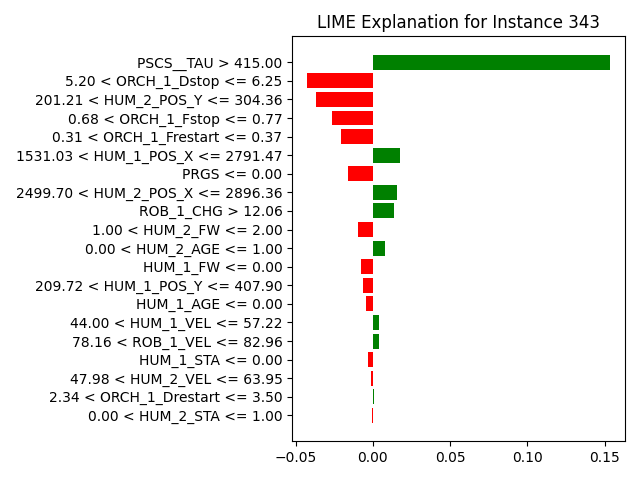 LIME Explanation for Instance 343
PSCS__TAU > 415.00
5.20 < ORCH_1_Dstop <= 6.25
201.21 < HUM_2_POS_Y <= 304.36
0.68 < ORCH_1_Fstop <= 0.77
0.31 < ORCH_1_Frestart <= 0.37
1531.03 < HUM_1_POS_X <= 2791.47
PRGS <= 0.00
2499.70 < HUM_2_POS_X <= 2896.36
ROB_1_CHG > 12.06
1.00 < HUM_2_FW <= 2.00
0.00 < HUM_2_AGE <= 1.00
HUM_1_FW <= 0.00
209.72 < HUM_1_POS_Y <= 407.90
HUM_1_AGE <= 0.00
44.00 < HUM_1_VEL <= 57.22
78.16 < ROB_1_VEL <= 82.96
HUM_1_STA <= 0.00
47.98 < HUM_2_VEL <= 63.95
2.34 < ORCH_1_Drestart <= 3.50
0.00 < HUM_2_STA <= 1.00
−0.05 0.00 0.05 0.10 0.15